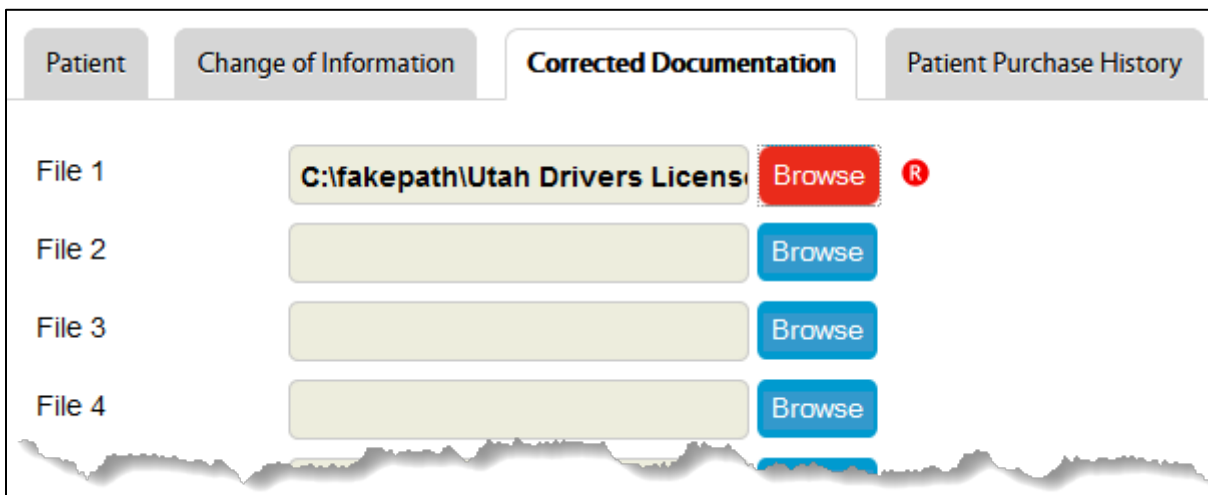 Patient Change of Information Corrected Documentation Patient Purchase History
File 1 C:\fakepath\Utah Drivers License Browse R
File 2 Browse
File 3 Browse
File 4 Browse